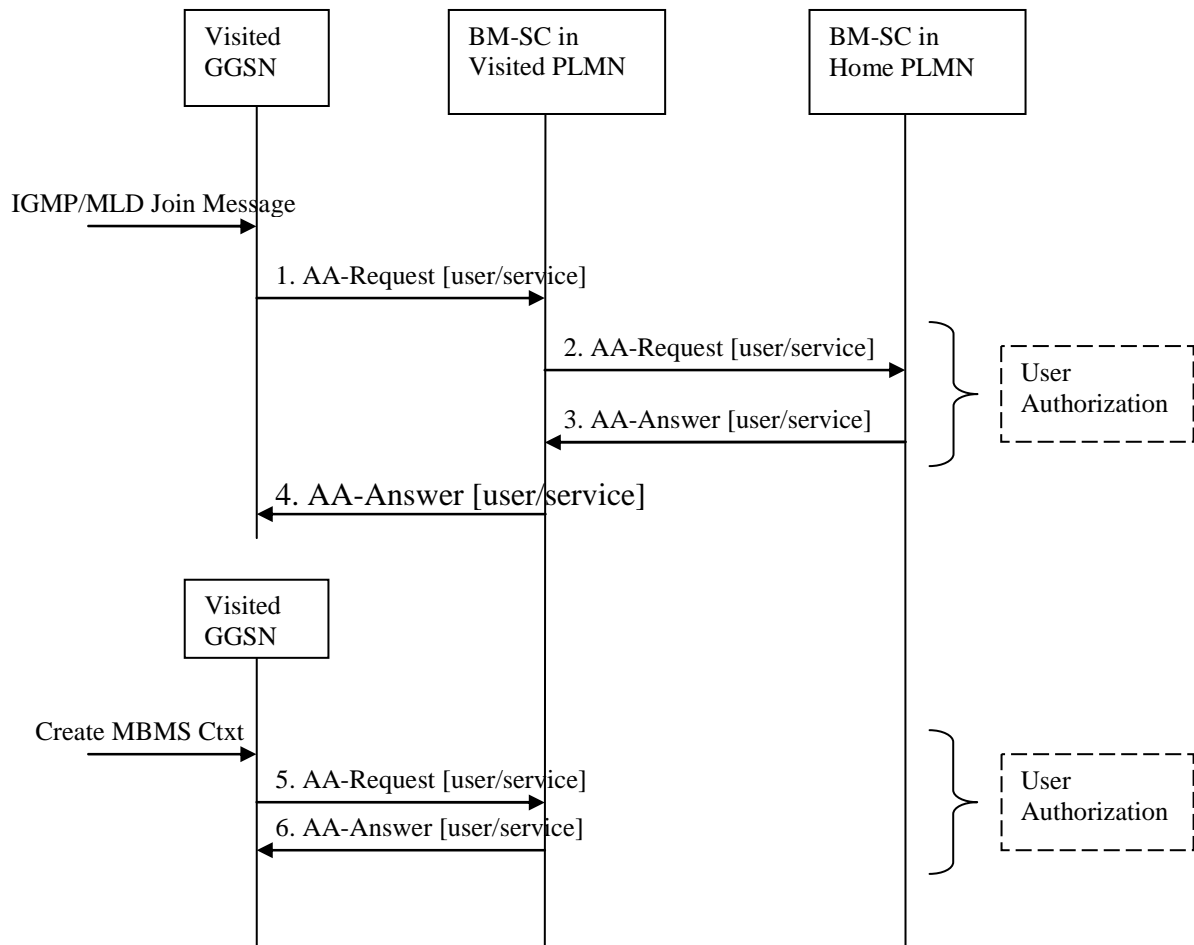 Visited
GGSN
BM-SC in
Visited PLMN
BM-SC in
Home PLMN
IGMP/MLD Join Message
1. AA-Request [user/service]
2. AA-Request [user/service]
User
Authorization
3. AA-Answer [user/service]
4. AA-Answer [user/service]
Visited
GGSN
Create MBMS Ctxt
5. AA-Request [user/service]
User
Authorization
6. AA-Answer [user/service]